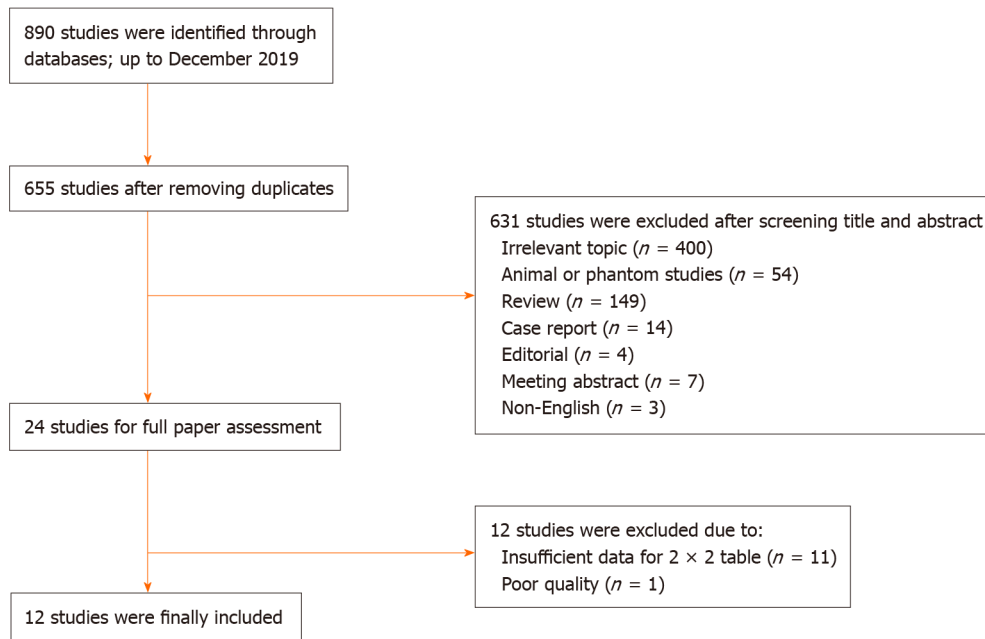 890 studies were identified through
databases; up to December 2019
655 studies after removing duplicates
631 studies were excluded after screening title and abstract
Irrelevant topic (n = 400)
Animal or phantom studies (n = 54)
Review (n = 149)
Case report (n = 14)
Editorial (n = 4)
Meeting abstract (n = 7)
Non-English (n = 3)
24 studies for full paper assessment
12 studies were excluded due to:
Insufficient data for 2 × 2 table (n = 11)
Poor quality (n = 1)
12 studies were finally included